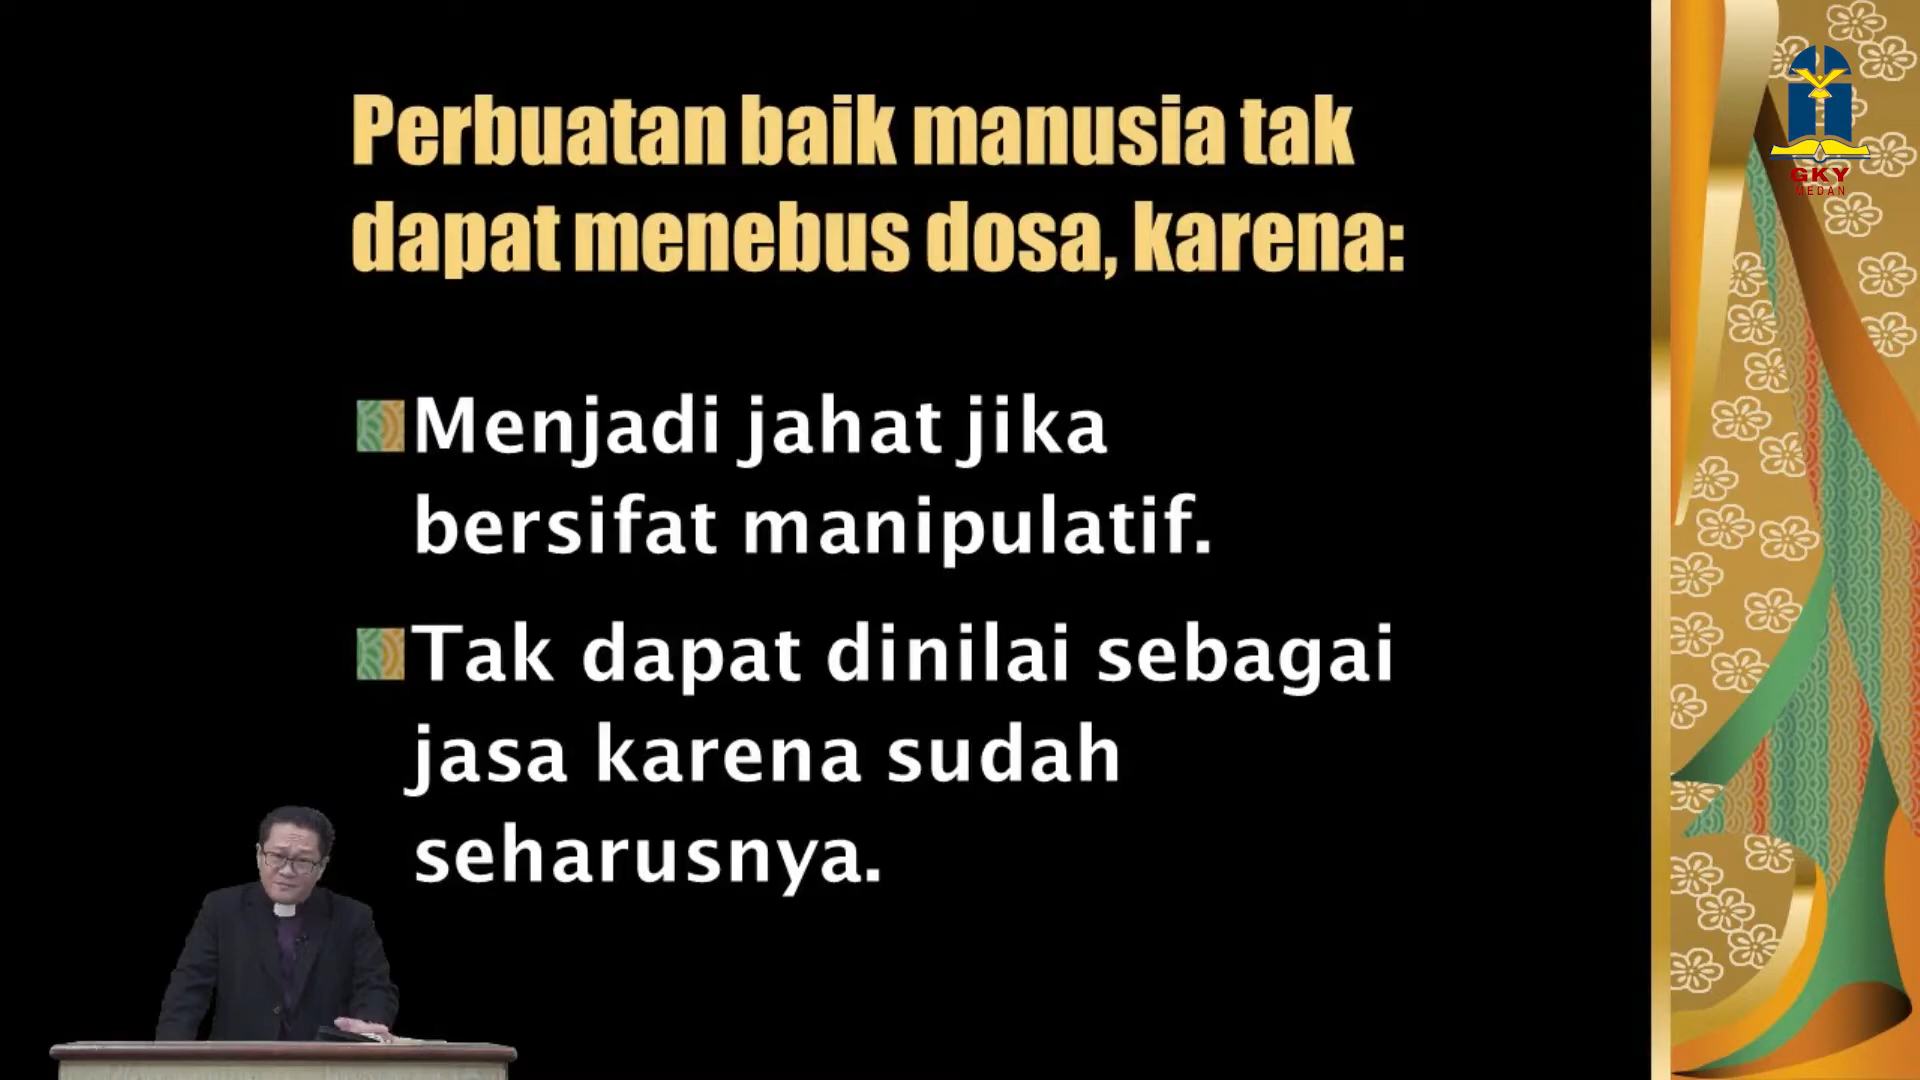 Perbuatan baik manusia tak
dapat menebus dosa, karena:
Menjadi jahat jika
bersifat manipulatif.
Tak dapat dinilai sebagai
jasa karena sudah
seharusnya.
GKY
MEDAN